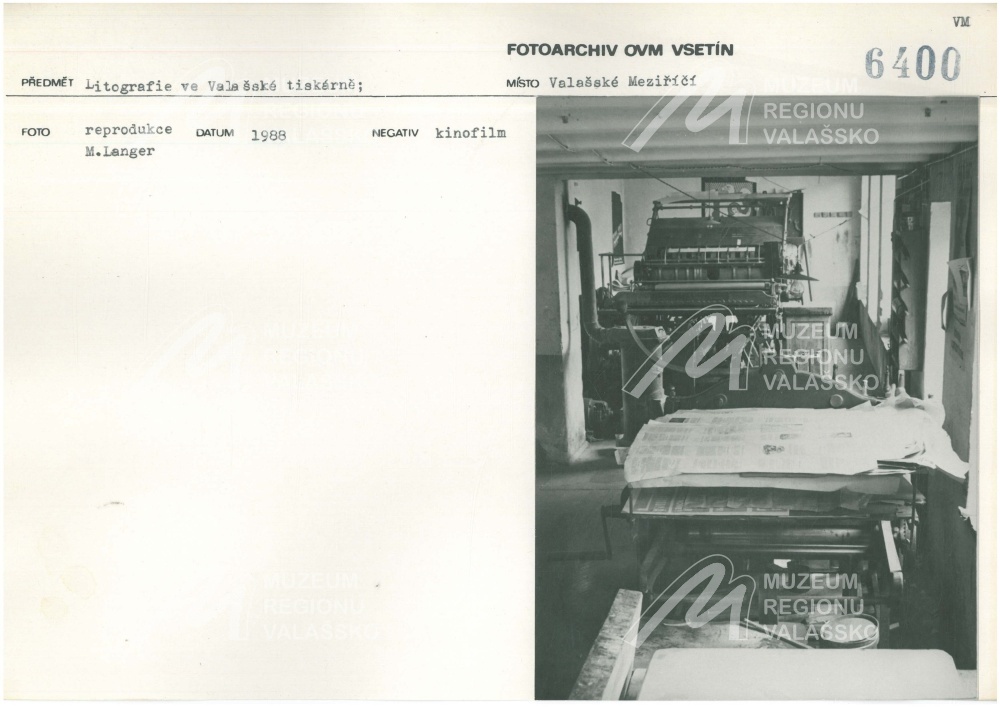 VM
FOTOARCHIV OVM VSETÍN
6400
PŘEDMĚT Litografie ve Valašské tiskárně;
MÍSTO Valašské Meziříčí
FOTO reprodukce DATUM 1988 NEGATIV kinofilm
M.Langer
MUZEUM
REGIONU
VALAŠSKO
MUZEUM
REGIONU
VALAŠSKO
MUZEUM
REGIONU
VALAŠSKO
MUZEUM
REGIONU
VALAŠSKO
MUZEUM
REGIONU
VALAŠSKO